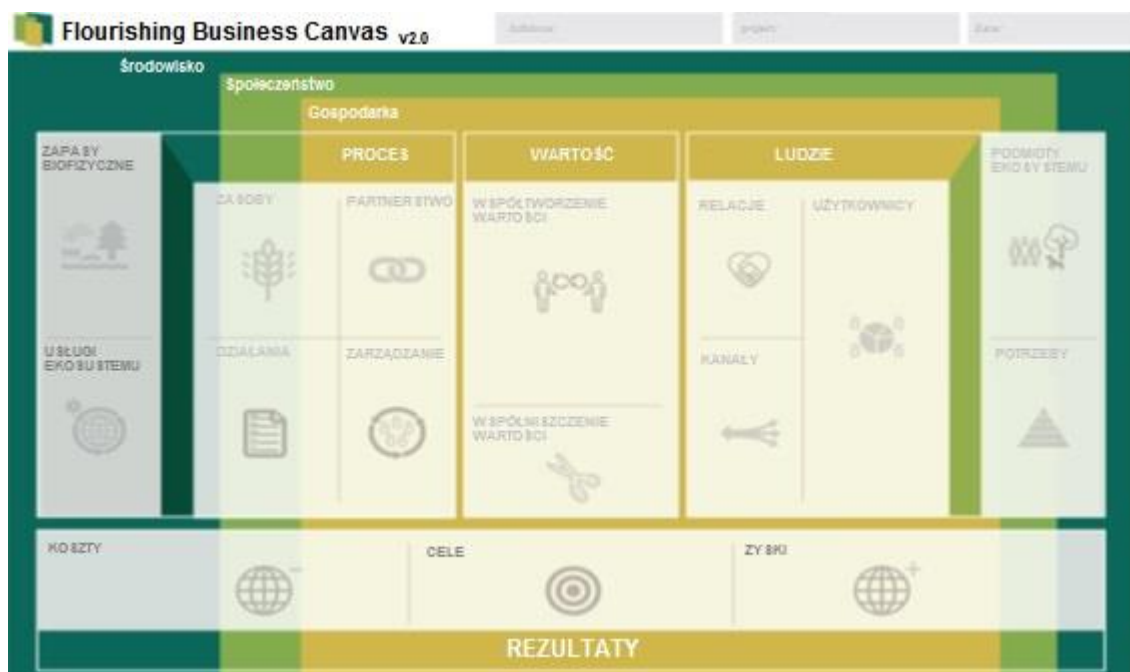 Flourishing Business Canvas v2.0
Środowisko
Społeczeństwo
Gospodarka
ZAPASY
BIOFIZYCZNE
PROCES
WARTOŚĆ
LUDZIE
PODMIOTY
EKOSYSTEMU
ZASOBY
PARTNERSTWO
WSPÓŁTWORZENIE
WARTOŚCI
RELACJE
UŻYTKOWNICY
USŁUGI
EKOSUSTEMU
DZIAŁANIA
ZARZĄDZANIE
KANAŁY
POTRZEBY
WSPÓŁNISZCZENIE
WARTOŚCI
KOSZTY
CELE
ZYSKI
REZULTATY